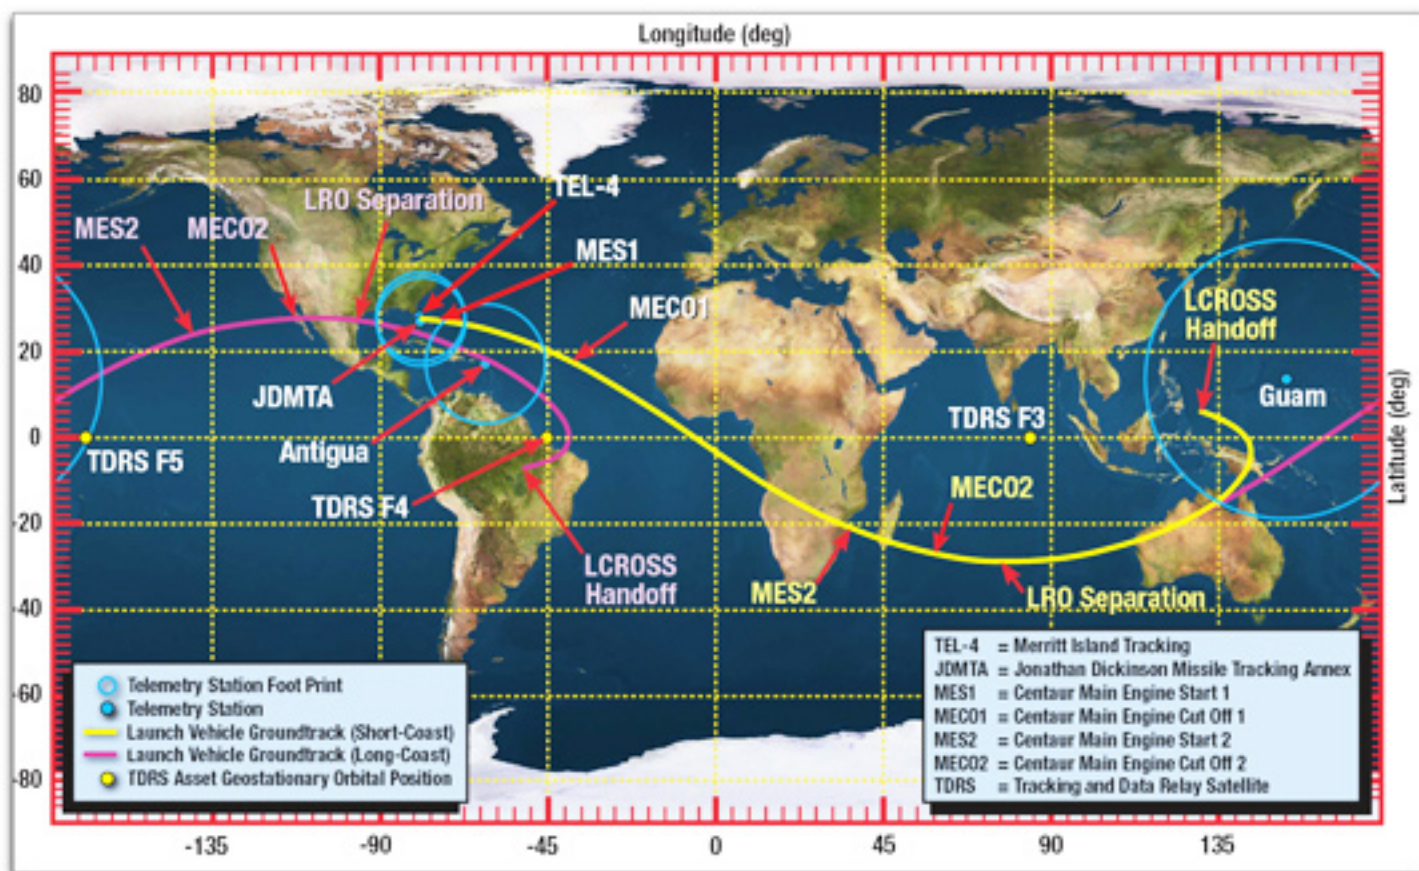 Longitude (deg)
80
60
40
20
0
-20
-40
-60
-80
TEL-4
LRO Separation
MES2
MECO2
MES1
MECO1
LCROSS
Handoff
Guam
JDMTA
TDRS F3
Antigua
TDRS F5
TDRS F4
MECO2
LCROSS
Handoff
MES2
LRO Separation
Latitude (deg)
Telemetry Station Foot Print
Telemetry Station
Launch Vehicle Groundtrack (Short-Coast)
Launch Vehicle Groundtrack (Long-Coast)
TDRS Asset Geostationary Orbital Position
TEL-4 = Merritt Island Tracking
JDMTA = Jonathan Dickinson Missile Tracking Annex
MES1 = Centaur Main Engine Start 1
MECO1 = Centaur Main Engine Cut Off 1
MES2 = Centaur Main Engine Start 2
MECO2 = Centaur Main Engine Cut Off 2
TDRS = Tracking and Data Relay Satellite
-135 -90 -45 0 45 90 135